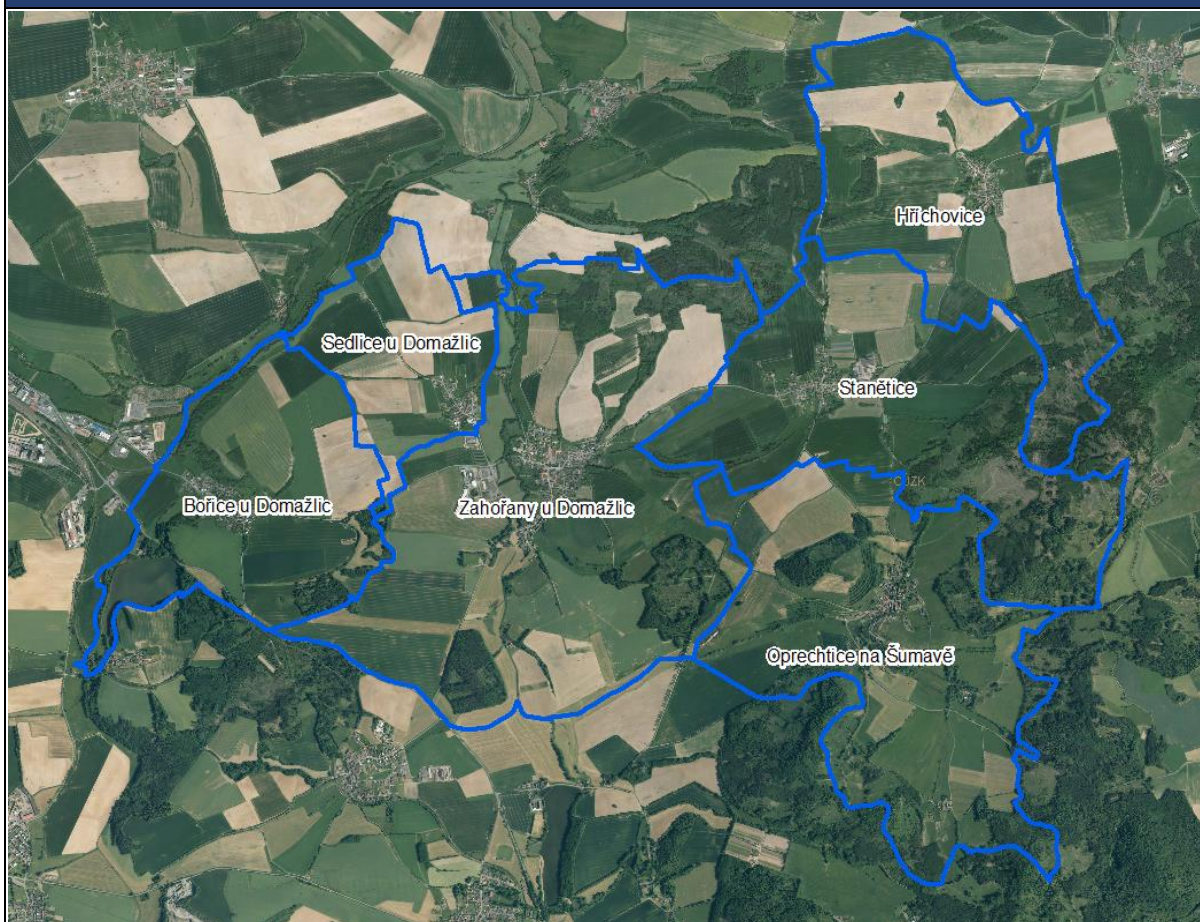 Hříchovice
Sedlice u Domažlic
Stanětice
Bořice u Domažlic
Zahořany u Domažlic
Oprechtice na Šumavě